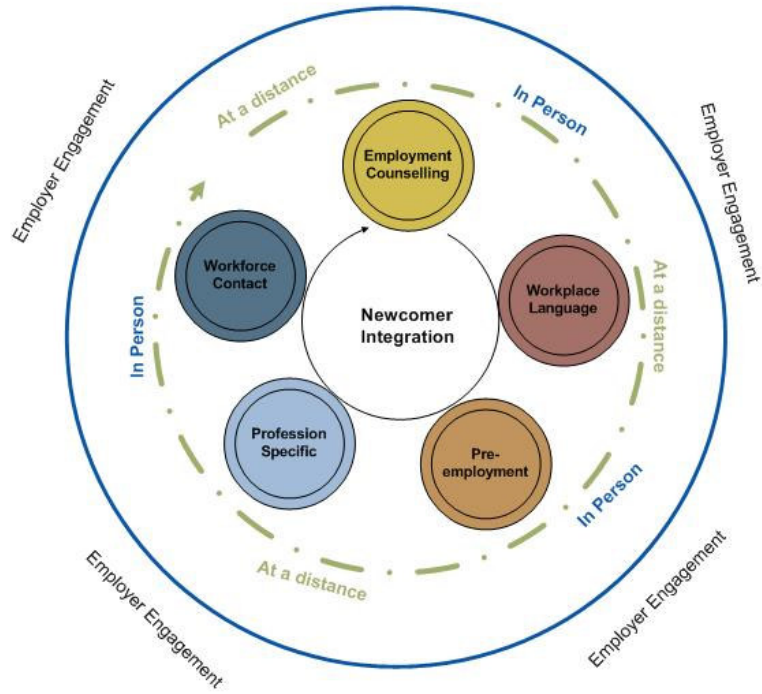 At a distance
In Person
Employer Engagement
Employer Engagement
Employment
Counselling
Workforce
Contact
Workplace
Language
At a distance
Newcomer
Integration
In Person
Profession
Specific
Pre-
employment
In Person
At a distance
Employer Engagement
Employer Engagement